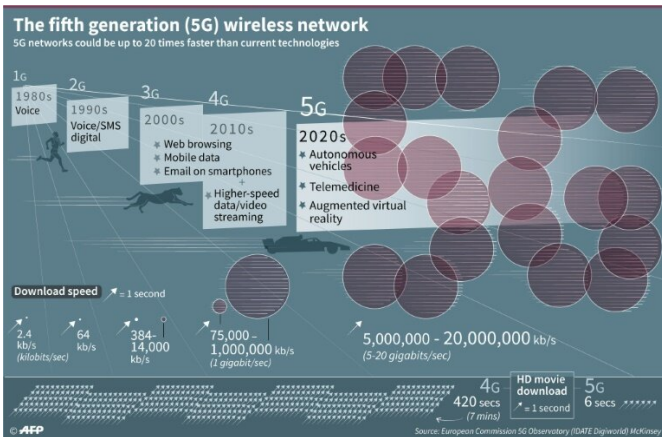 The fifth generation (5G) wireless network
5G networks could be up to 20 times faster than current technologies
1G
1980s
Voice
2G
1990s
Voice/SMS
digital
3G
2000s
Web browsing
Mobile data
Email on smartphones
4G
2010s
+
Higher-speed
data/video
streaming
5G
2020s
Autonomous
vehicles
Telemedicine
Augmented virtual
reality
Download speed
= 1 second
2.4
kb/s
(kilobits/sec)
64
kb/s
384-
14,000
kb/s
75,000 -
1,000,000 kb/s
(1 gigabit/sec)
5,000,000 - 20,000,000 kb/s
(5-20 gigabits/sec)
4G
420 secs
(7 mins)
HD movie
download
= 1 second
5G
6 secs
© AFP
Source: European Commission 5G Observatory (IDATE Digiworld) McKinsey